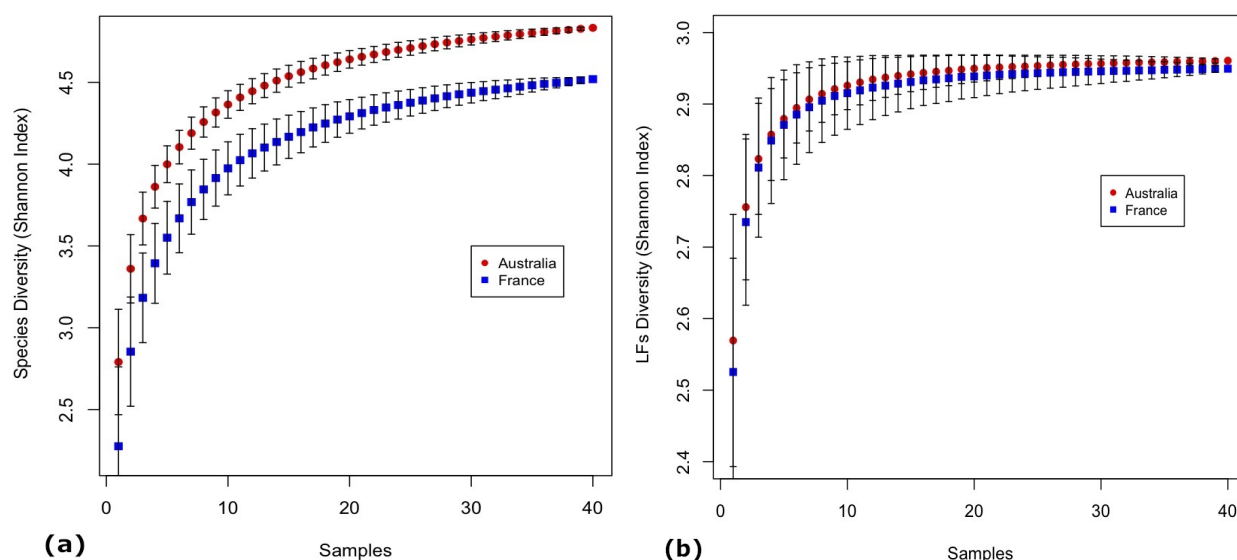 Species Diversity (Shannon Index)
4.5
4.0
3.5
3.0
2.5
Australia
France
0
10
20
30
40
Samples
(a)
LFs Diversity (Shannon Index)
3.0
2.9
2.8
2.7
2.6
2.5
2.4
Australia
France
0
10
20
30
40
Samples
(b)